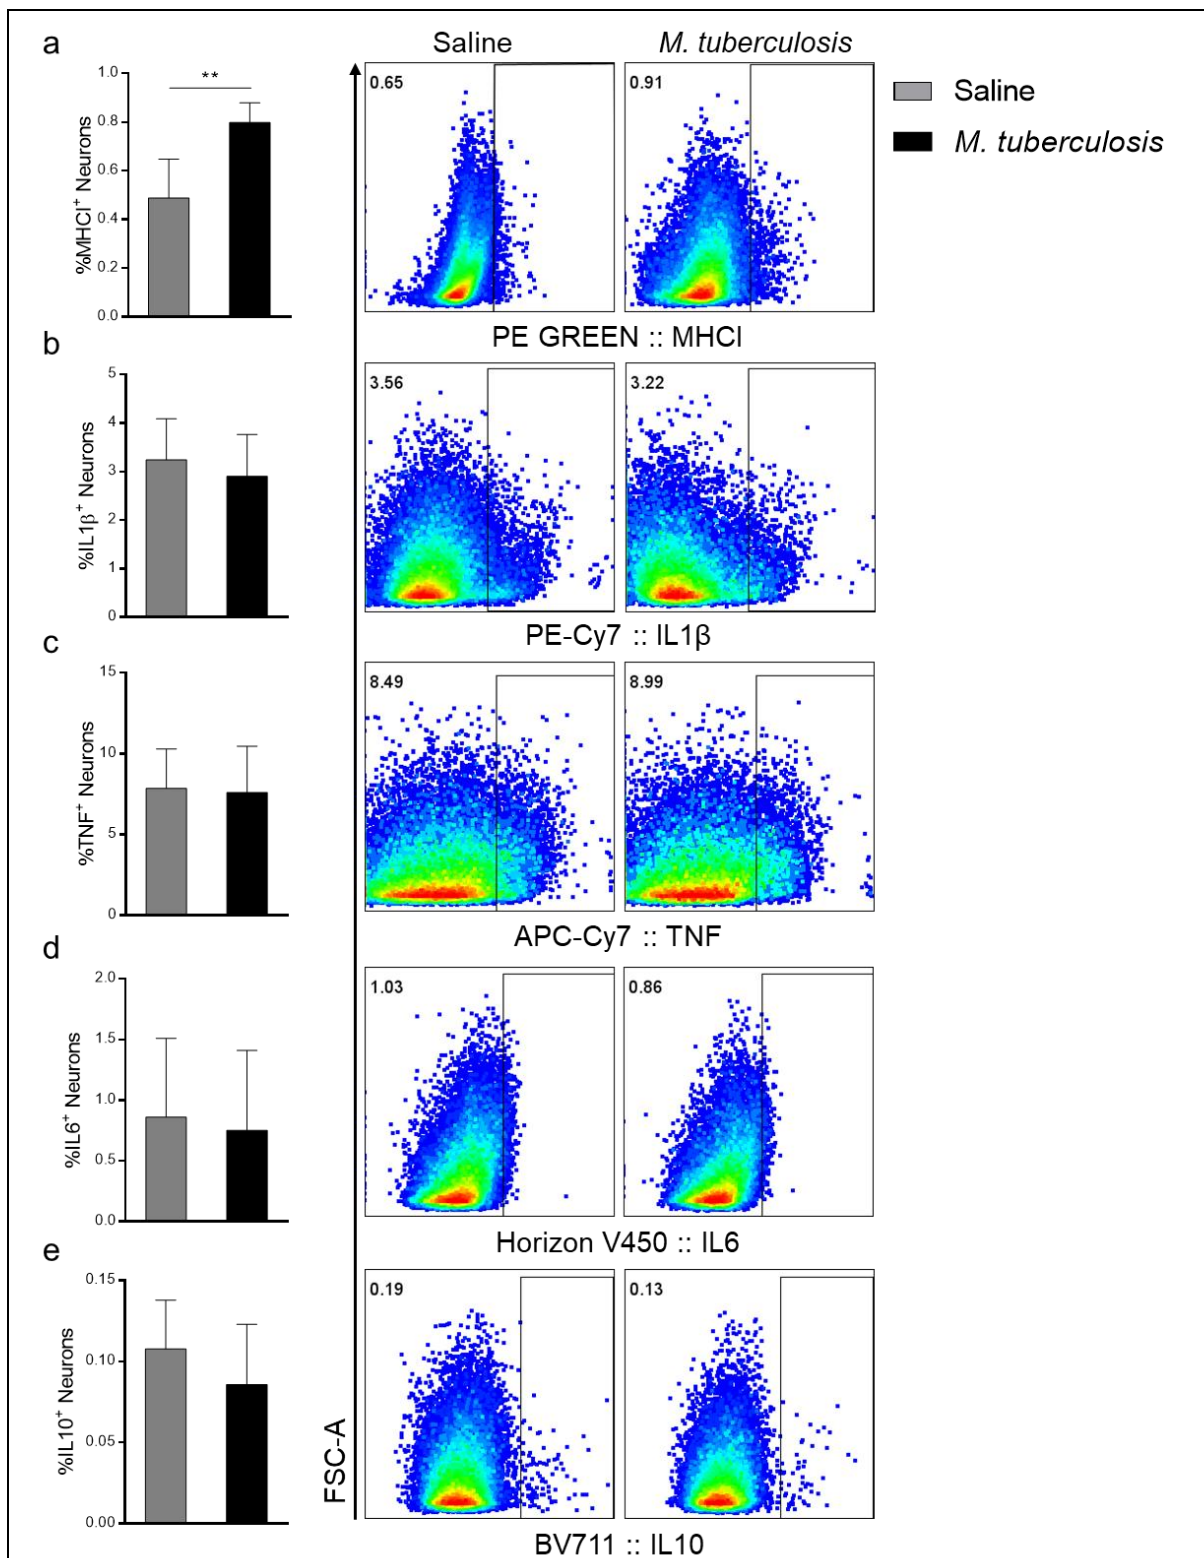 a
Saline
M. tuberculosis
1.0
0.8
0.6
0.4
0.2
0.0
**
%MHCI⁺ Neurons
0.65
0.91
Saline
M. tuberculosis
PE GREEN :: MHCI
b
5
4
3
2
1
0
%IL1β⁺ Neurons
3.56
3.22
PE-Cy7 :: IL1β
c
15
10
5
0
%TNF⁺ Neurons
8.49
8.99
APC-Cy7 :: TNF
d
2.0
1.5
1.0
0.5
0.0
%IL6⁺ Neurons
1.03
0.86
Horizon V450 :: IL6
e
0.15
0.10
0.05
0.00
%IL10⁺ Neurons
0.19
0.13
FSC-A
BV711 :: IL10